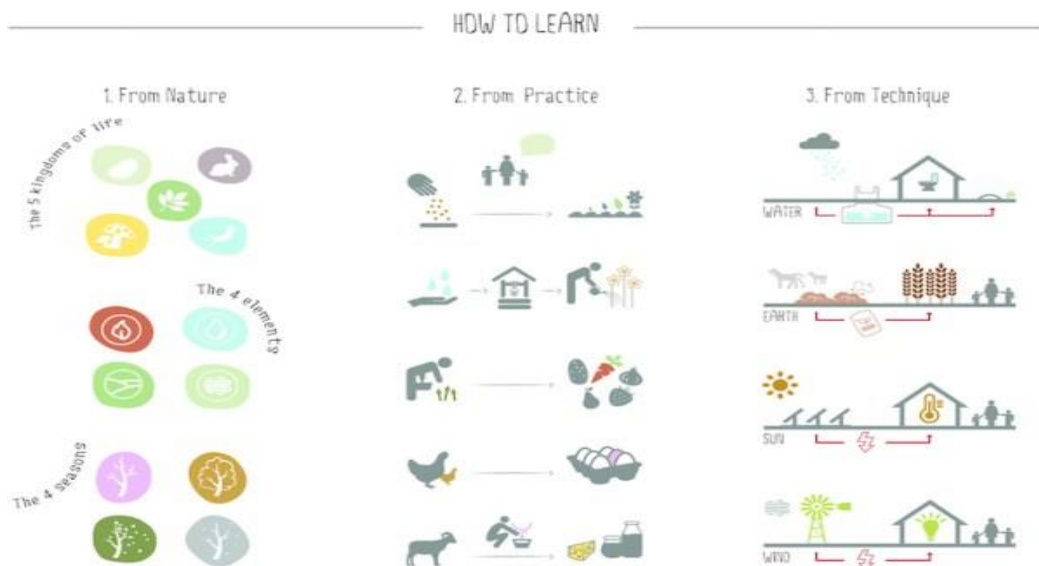 HOW TO LEARN
1. From Nature
2. From Practice
3. From Technique
The 5 kingdoms of life
The 4 elements
The 4 seasons
WATER
EARTH
SUN
WIND